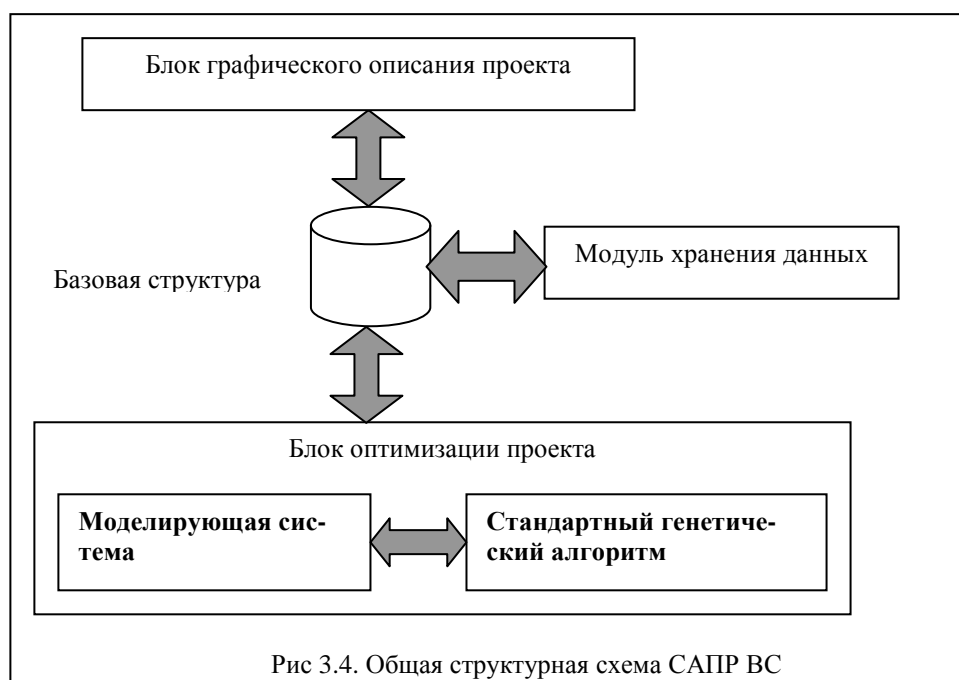 Блок графического описания проекта
Базовая структура
Модуль хранения данных
Блок оптимизации проекта
Моделирующая сис-
тема
Стандартный генетиче-
ский алгоритм
Рис 3.4. Общая структурная схема САПР ВС